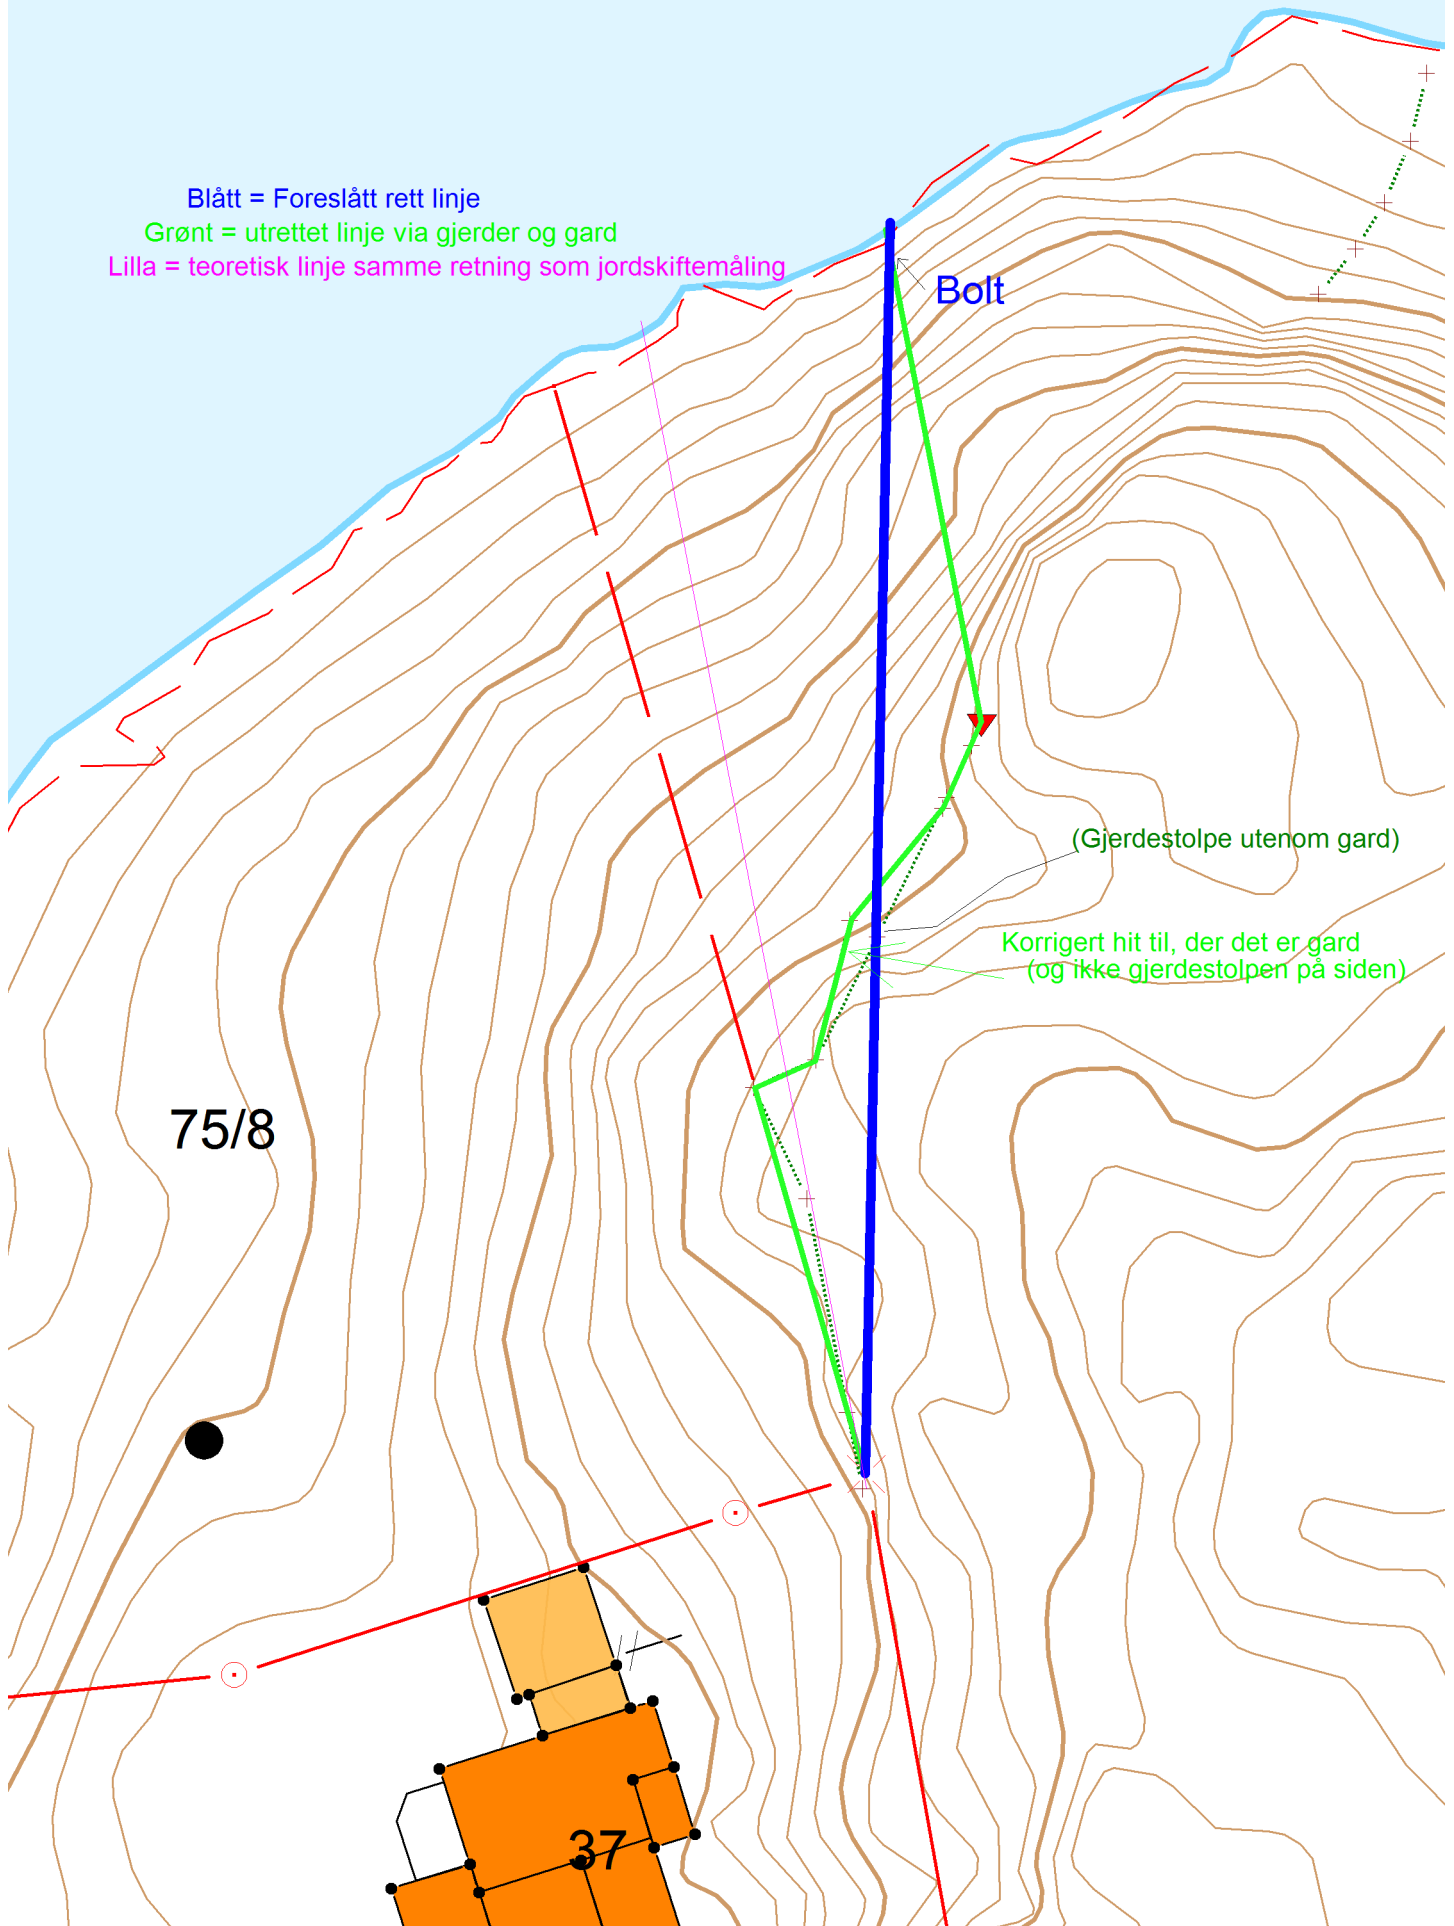 Blått = Foreslått rett linje
Grønt = utrettet linje via gjerder og gard
Lilla = teoretisk linje samme retning som jordskiftemåling
Bolt
(Gjerdestolpe utenom gard)
Korrigert hit til, der det er gard
(og ikke gjerdestolpen på siden)
75/8
37